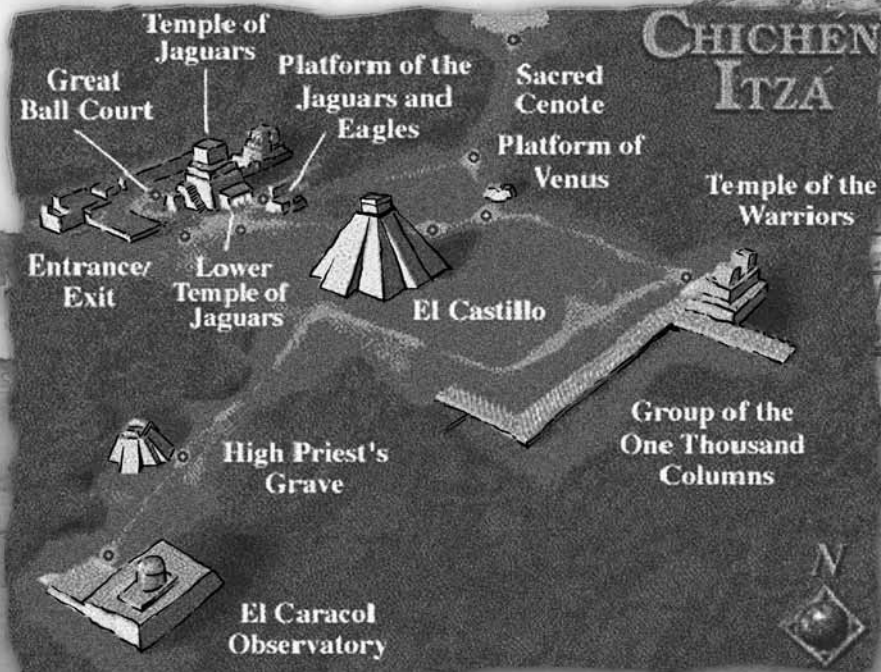 CHICHÉN
ITZÁ
Temple of
Jaguars
Great
Ball Court
Platform of the
Jaguars and
Eagles
Sacred
Cenote
Platform of
Venus
Temple of the
Warriors
Entrance/
Exit
Lower
Temple of
Jaguars
El Castillo
Group of the
One Thousand
Columns
High Priest's
Grave
El Caracol
Observatory
N